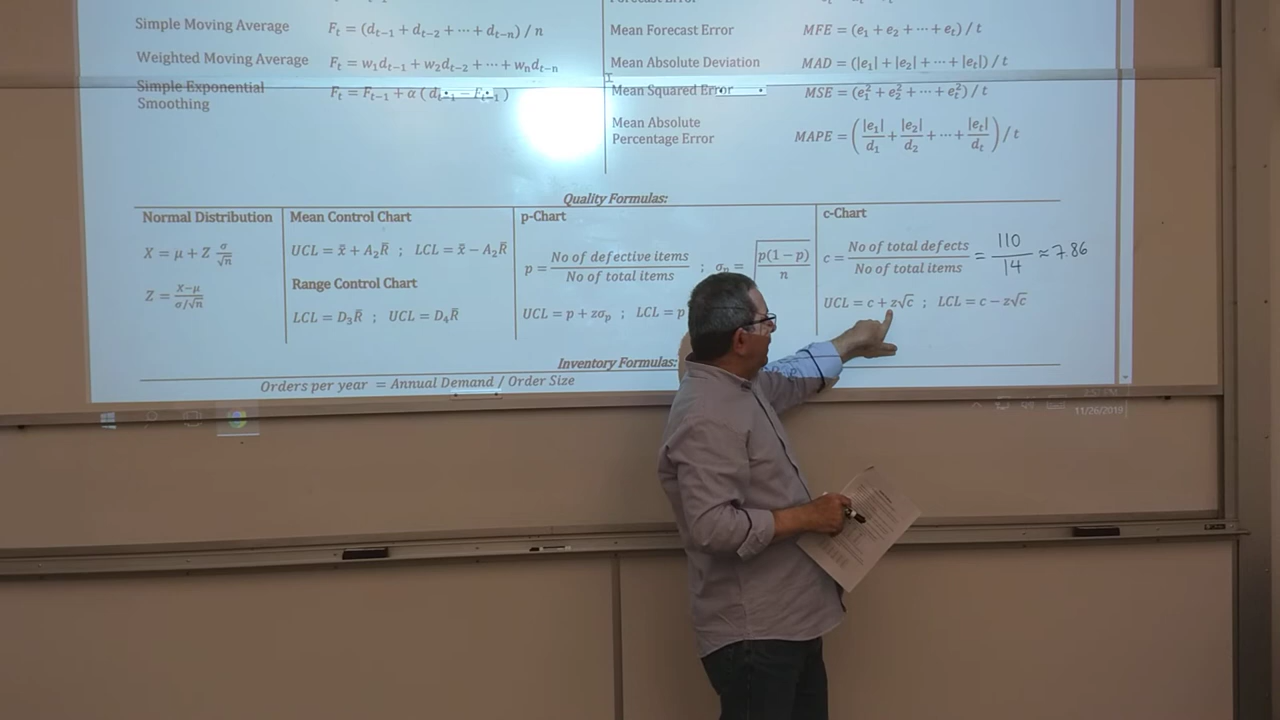 Simple Moving Average F_t = (d_{t−1} + d_{t−2} + ⋯ + d_{t−n}) / n
Weighted Moving Average F_t = w_1d_{t−1} + w_2d_{t−2} + ⋯ + w_nd_{t−n}
Simple Exponential
Smoothing
F_t = F_{t−1} + α (d_{t−1} − F_{t−1})
Mean Forecast Error MFE = (e_1 + e_2 + ⋯ + e_t) / t
Mean Absolute Deviation MAD = (|e_1| + |e_2| + ⋯ + |e_t|) / t
Mean Squared Error MSE = (e_1^2 + e_2^2 + ⋯ + e_t^2) / t
Mean Absolute
Percentage Error
MAPE = (|e_1|/d_1 + |e_2|/d_2 + ⋯ + |e_t|/d_t) / t
Quality Formulas:
Normal Distribution
X = μ + Z σ/√n
Z = X−μ / σ/√n
Mean Control Chart
UCL = x̄ + A_2R̄ ; LCL = x̄ − A_2R̄
Range Control Chart
LCL = D_3R̄ ; UCL = D_4R̄
p-Chart
p = No of defective items / No of total items ; σ_p = √(p(1 − p)/n)
UCL = p + zσ_p ; LCL = p
c-Chart
c = No of total defects / No of total items = 110/14 ≈ 7.86
UCL = c + z√c ; LCL = c − z√c
Inventory Formulas:
Orders per year = Annual Demand / Order Size
11/26/2019